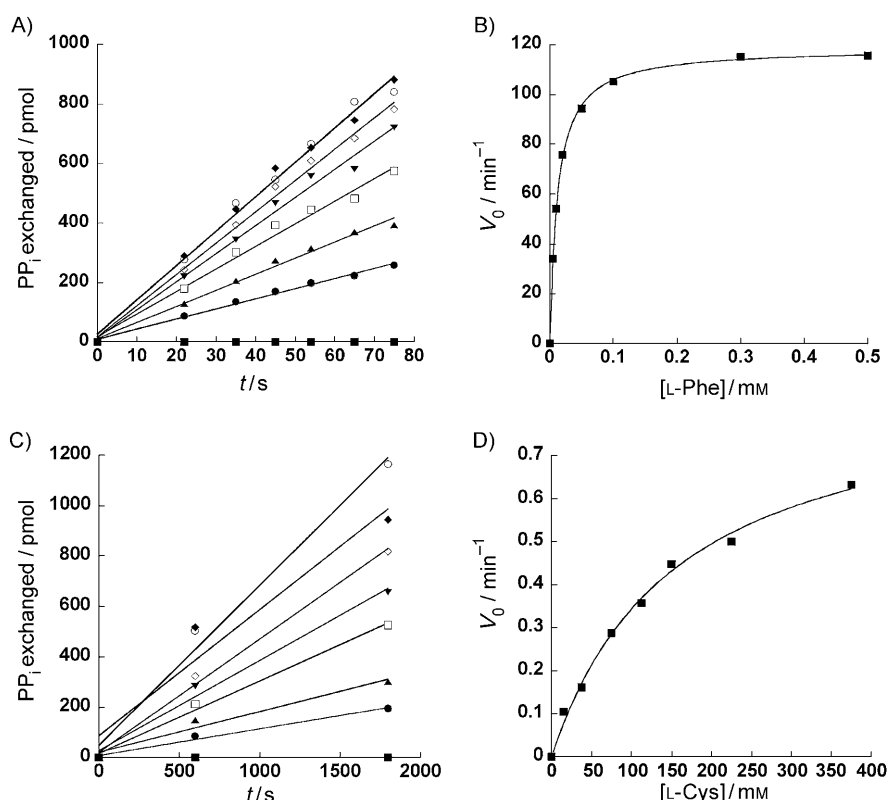 A)
PPi exchanged / pmol
1000
800
600
400
200
0
0 10 20 30 40 50 60 70 80
t / s
B)
V0 / min−1
120
100
80
60
40
20
0
0 0.1 0.2 0.3 0.4 0.5
[L-Phe] / mM
C)
PPi exchanged / pmol
1200
1000
800
600
400
200
0
0 500 1000 1500 2000
t / s
D)
V0 / min−1
0.7
0.6
0.5
0.4
0.3
0.2
0.1
0
0 50 100 150 200 250 300 350 400
[L-Cys] / mM